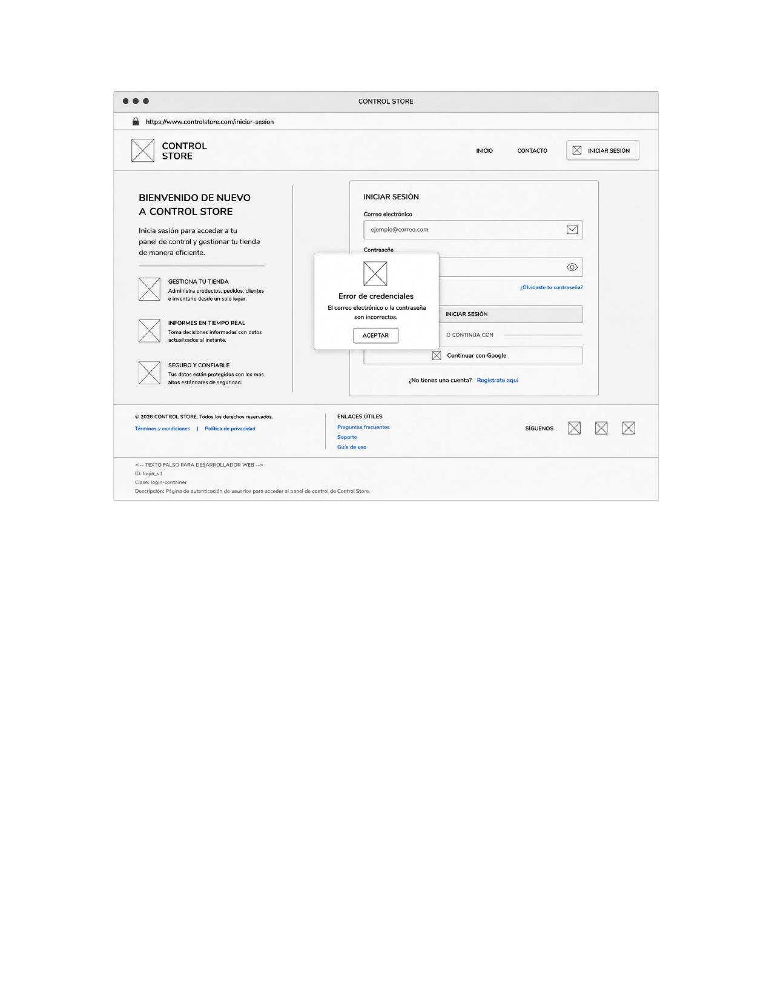 CONTROL STORE
https://www.controlstore.com/iniciar-sesion
CONTROL
STORE
INICIO
CONTACTO
INICIAR SESIÓN
BIENVENIDO DE NUEVO
A CONTROL STORE
Inicia sesión para acceder a tu
panel de control y gestionar tu tienda
de manera eficiente.
GESTIONA TU TIENDA
Administra productos, pedidos, clientes
e inventario desde un solo lugar.
INFORMES EN TIEMPO REAL
Toma decisiones informadas con datos
actualizados al instante.
SEGURO Y CONFIABLE
Tus datos están protegidos con los más
altos estándares de seguridad.
INICIAR SESIÓN
Correo electrónico
ejemplo@correo.com
Contraseña
¿Olvidaste tu contraseña?
Error de credenciales
El correo electrónico o la contraseña
son incorrectos.
ACEPTAR
INICIAR SESIÓN
O CONTINÚA CON
Continuar con Google
¿No tienes una cuenta? Regístrate aquí
© 2026 CONTROL STORE. Todos los derechos reservados.
Términos y condiciones | Política de privacidad
ENLACES ÚTILES
Preguntas frecuentes
Soporte
Guía de uso
SÍGUENOS
<!-- TEXTO FALSO PARA DESARROLLADOR WEB -->
ID: login_v1
Clase: login-container
Descripción: Página de autenticación de usuarios para acceder al panel de control de Control Store.